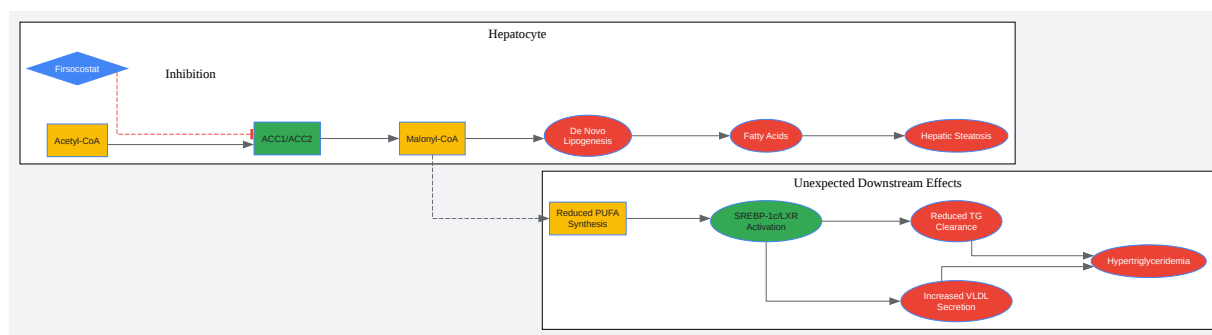 Hepatocyte
Firsocostat
Inhibition
Acetyl-CoA
ACC1/ACC2
Malonyl-CoA
De Novo
Lipogenesis
Fatty Acids
Hepatic Steatosis
Unexpected Downstream Effects
Reduced PUFA
Synthesis
SREBP-1c/LXR
Activation
Reduced TG
Clearance
Hypertriglyceridemia
Increased VLDL
Secretion